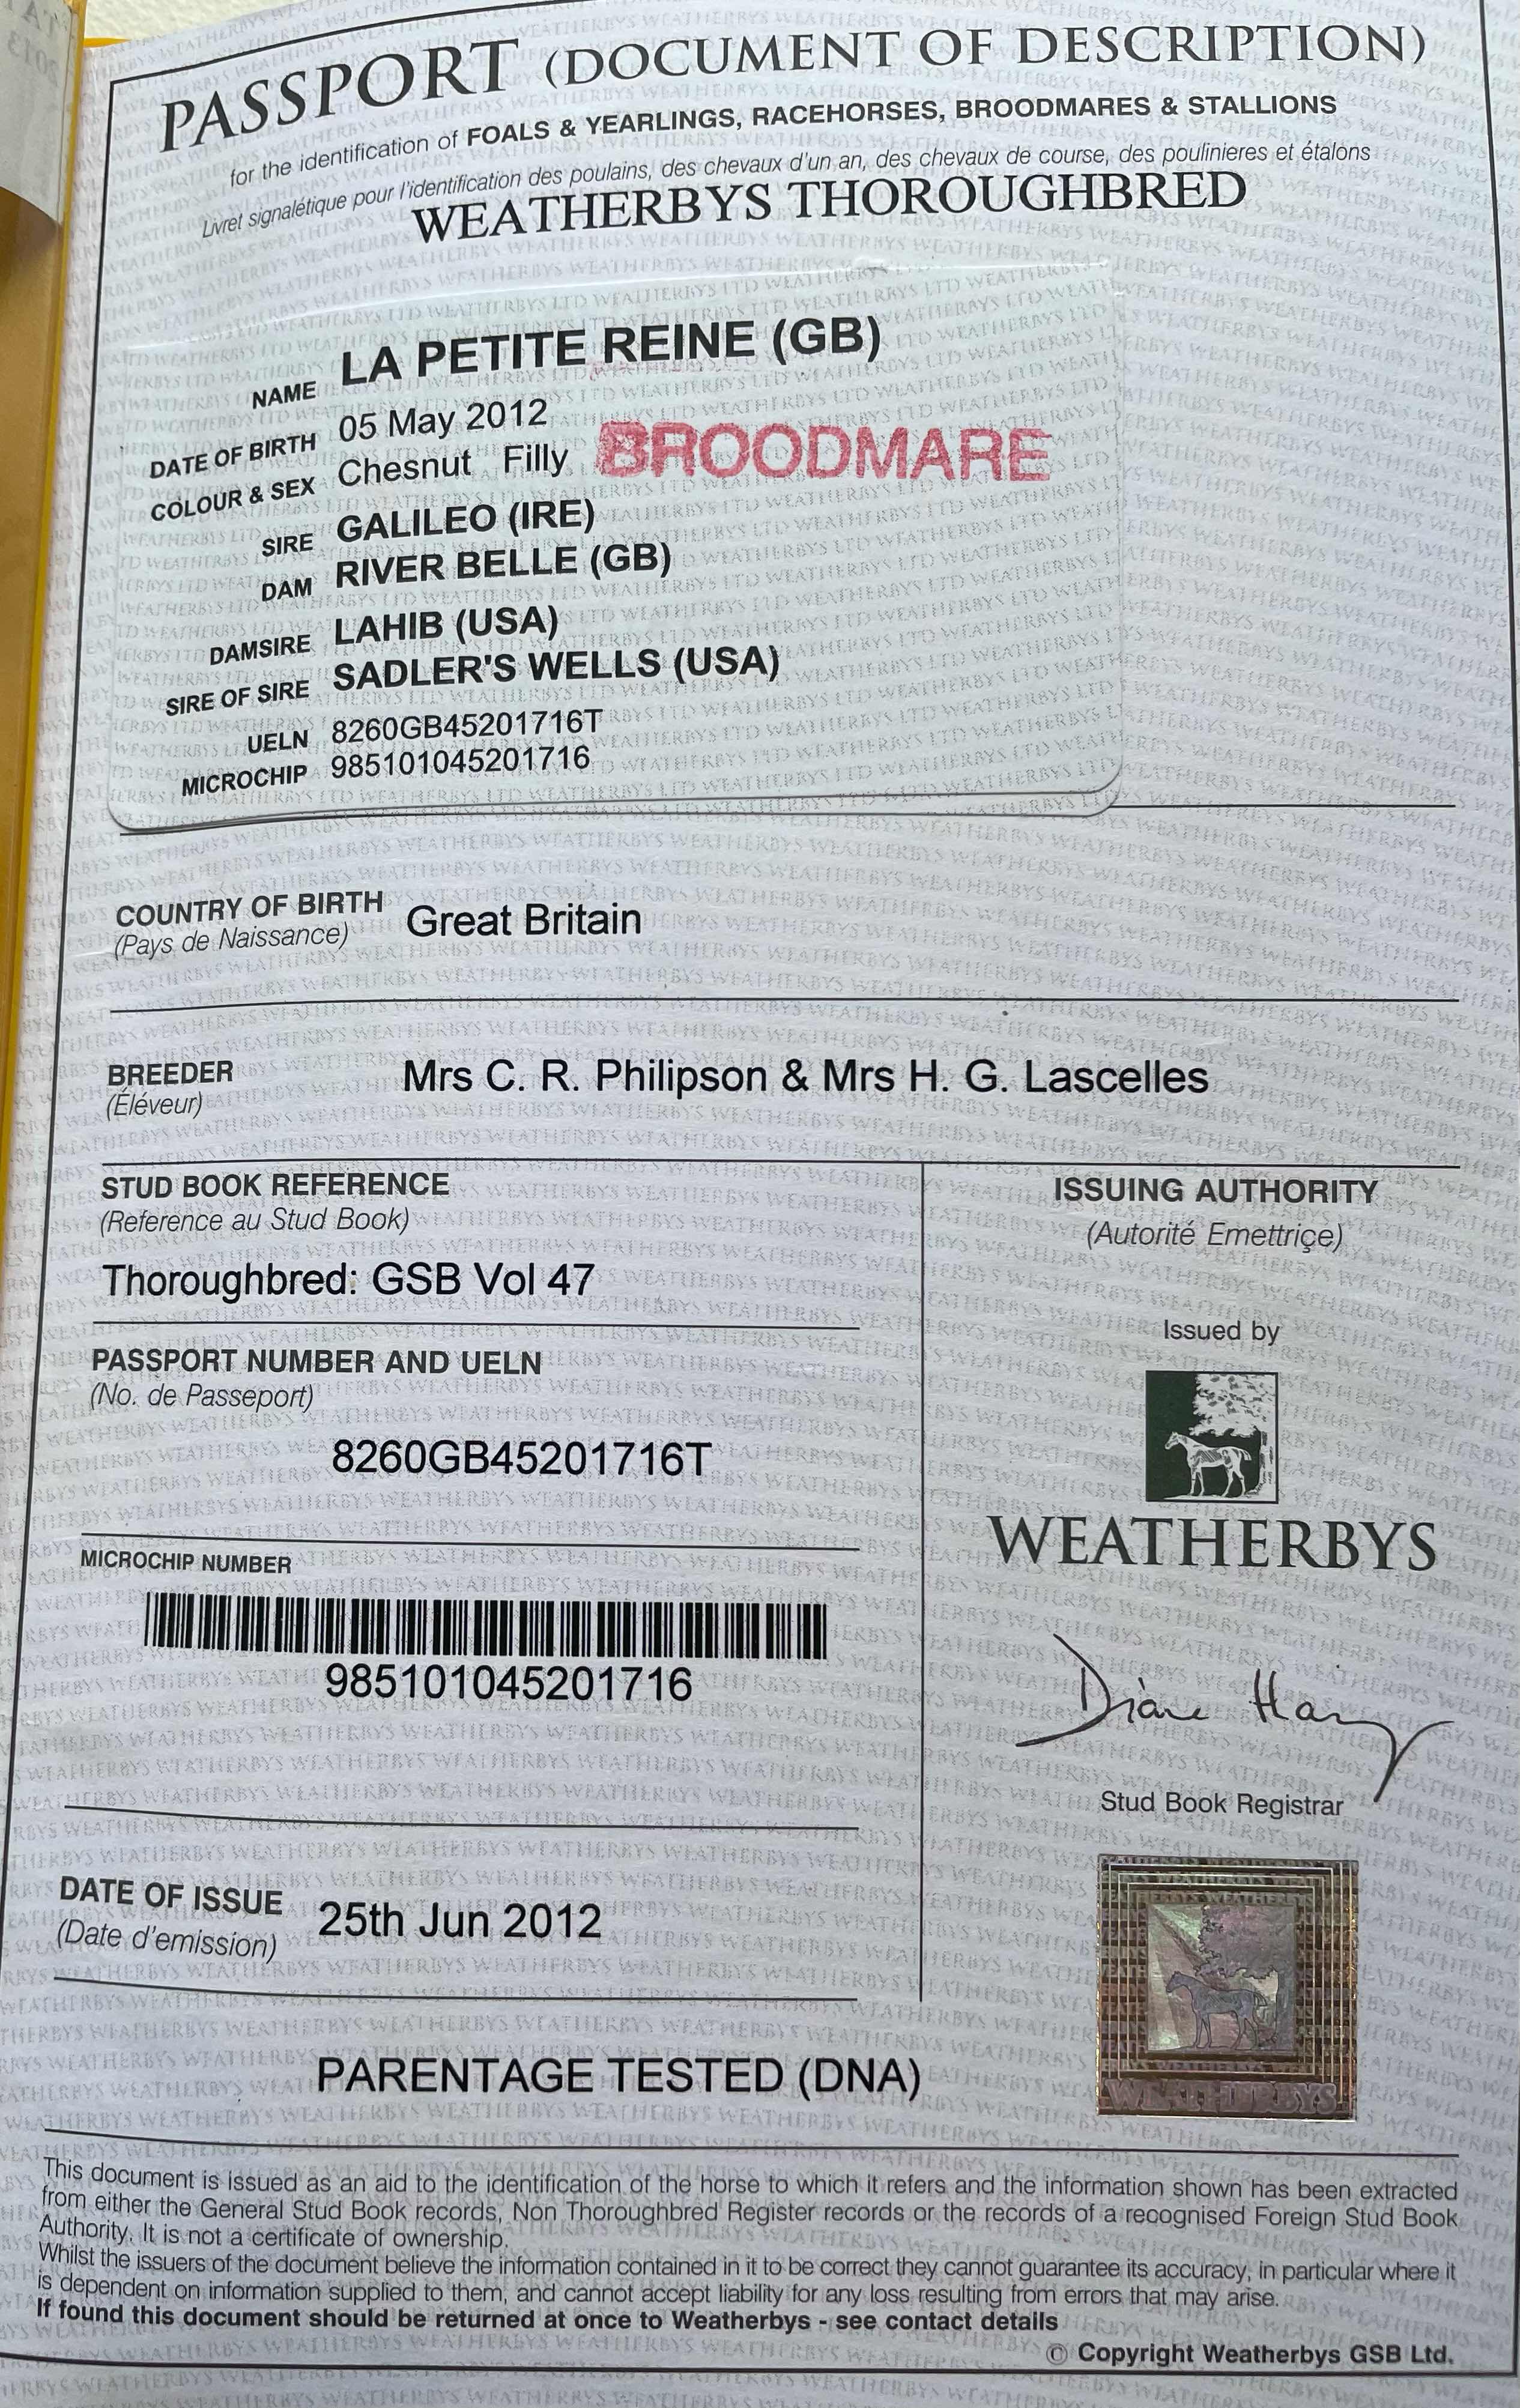 PASSPORT (DOCUMENT OF DESCRIPTION)
for the identification of FOALS & YEARLINGS, RACEHORSES, BROODMARES & STALLIONS
Livret signalétique pour l'identification des poulains, des chevaux d'un an, des chevaux de course, des poulinieres et étalons
WEATHERBYS THOROUGHBRED
NAME LA PETITE REINE (GB)
DATE OF BIRTH 05 May 2012
COLOUR & SEX Chesnut Filly BROODMARE
SIRE GALILEO (IRE)
DAM RIVER BELLE (GB)
DAMSIRE LAHIB (USA)
SIRE OF SIRE SADLER'S WELLS (USA)
UELN 8260GB45201716T
MICROCHIP 985101045201716
COUNTRY OF BIRTH Great Britain
(Pays de Naissance)
BREEDER Mrs C. R. Philipson & Mrs H. G. Lascelles
(Éléveur)
STUD BOOK REFERENCE
(Reference au Stud Book)
Thoroughbred: GSB Vol 47
PASSPORT NUMBER AND UELN
(No. de Passeport)
8260GB45201716T
MICROCHIP NUMBER
985101045201716
DATE OF ISSUE 25th Jun 2012
(Date d'emission)
ISSUING AUTHORITY
(Autorité Emettriçe)
Issued by
WEATHERBYS
Diane Han
Stud Book Registrar
WEATHERBYS
PARENTAGE TESTED (DNA)
This document is issued as an aid to the identification of the horse to which it refers and the information shown has been extracted
from either the General Stud Book records, Non Thoroughbred Register records or the records of a recognised Foreign Stud Book
Authority. It is not a certificate of ownership.
Whilst the issuers of the document believe the information contained in it to be correct they cannot guarantee its accuracy, in particular where it
is dependent on information supplied to them, and cannot accept liability for any loss resulting from errors that may arise.
If found this document should be returned at once to Weatherbys - see contact details
© Copyright Weatherbys GSB Ltd.